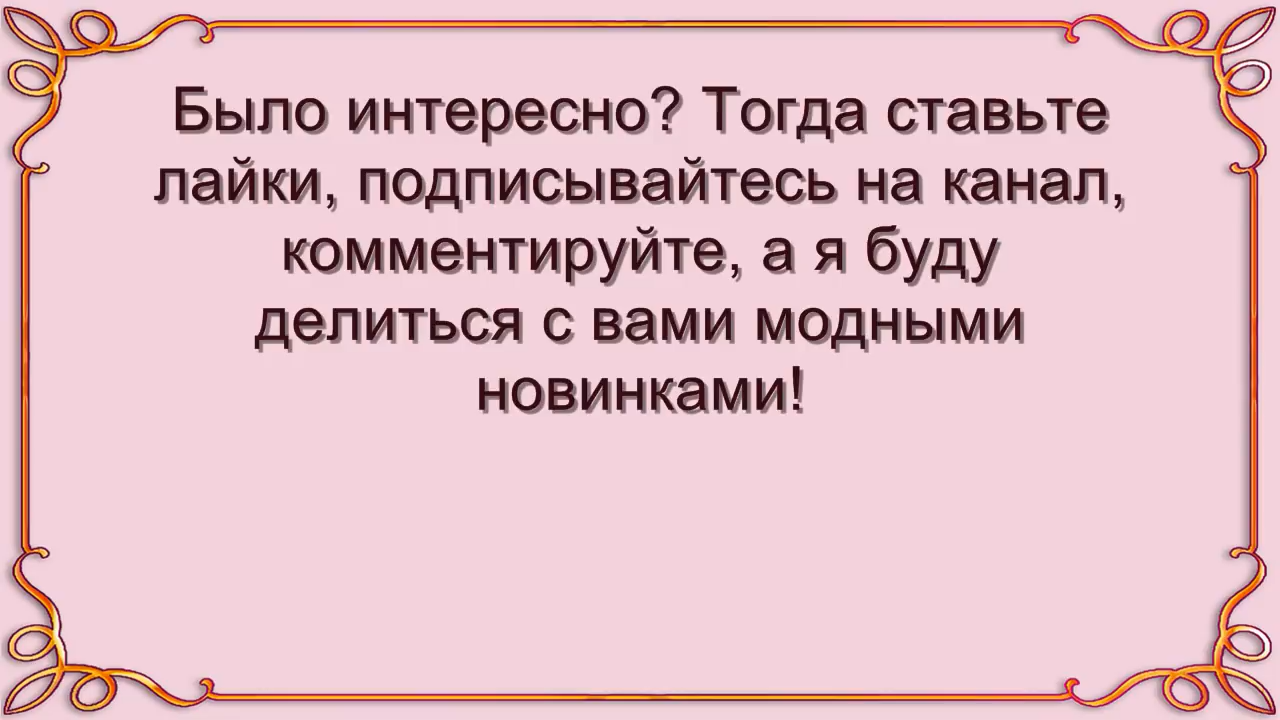 Было интересно? Тогда ставьте
лайки, подписывайтесь на канал,
комментируйте, а я буду
делиться с вами модными
новинками!